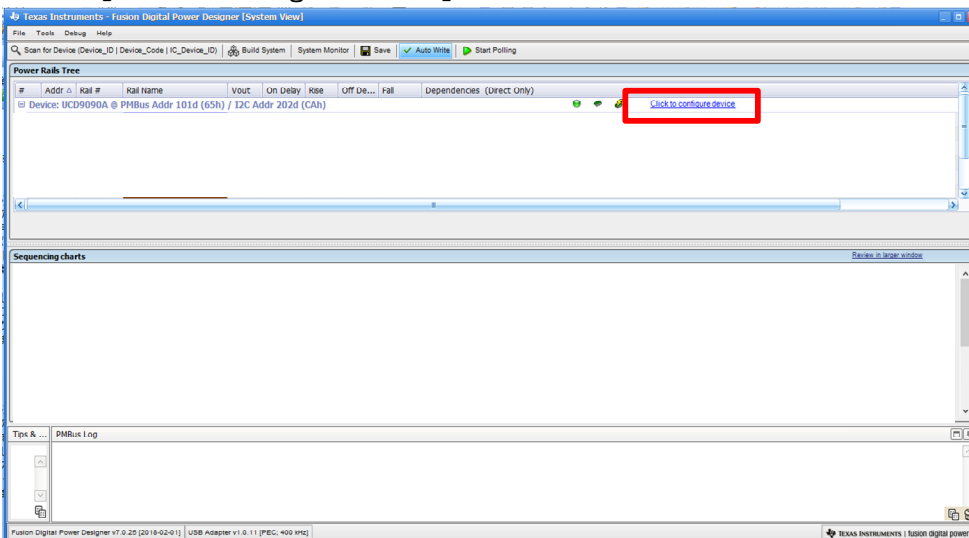 Texas Instruments - Fusion Digital Power Designer [System View]
File Tools Debug Help
Scan for Device (Device_ID | Device_Code | IC_Device_ID) Build System System Monitor Save Auto Write Start Polling
Power Rails Tree
# Addr Rail # Rail Name Vout On Delay Rise Off De... Fall Dependencies (Direct Only)
Device: UCD9090A @ PMBus Addr 101d (65h) / I2C Addr 202d (CAh) Click to configure device
Sequencing charts Review in larger window
Tips & ... PMBus Log
Fusion Digital Power Designer v7.0.25 [2018-02-01] USB Adapter v1.0.11 [PEC; 400 kHz] TEXAS INSTRUMENTS | fusion digital power